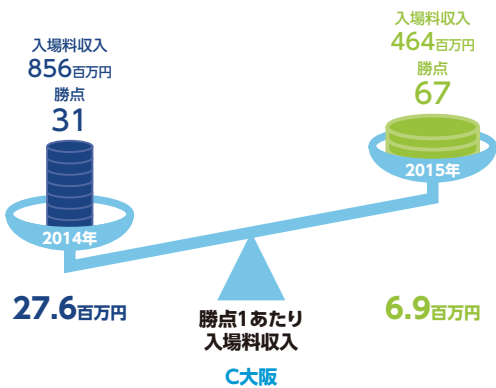 入場料収入
856百万円
勝点
31
2014年
27.6百万円
入場料収入
464百万円
勝点
67
2015年
6.9百万円
勝点1あたり
入場料収入
C大阪